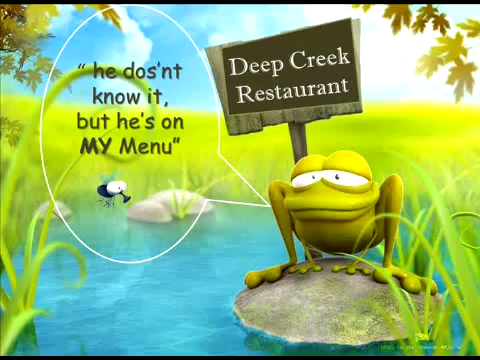 “ he dos’nt
know it,
but he’s on
MY Menu”
Deep Creek
Restaurant